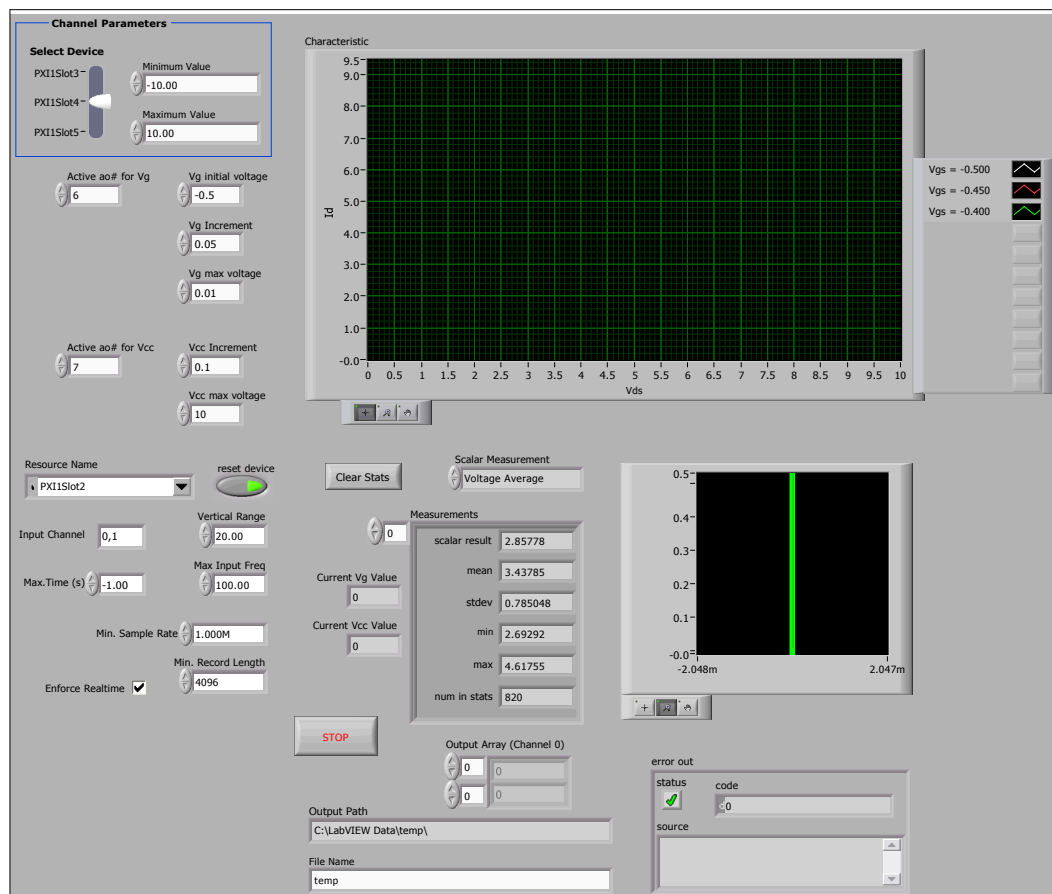 Channel Parameters
Select Device
PXI1Slot3
PXI1Slot4
PXI1Slot5
Minimum Value
-10.00
Maximum Value
10.00
Active ao# for Vg
6
Vg initial voltage
-0.5
Vg Increment
0.05
Vg max voltage
0.01
Active ao# for Vcc
7
Vcc Increment
0.1
Vcc max voltage
10
Characteristic
Id
9.5
9.0
8.0
7.0
6.0
5.0
4.0
3.0
2.0
1.0
-0.0
0 0.5 1 1.5 2 2.5 3 3.5 4 4.5 5 5.5 6 6.5 7 7.5 8 8.5 9 9.5 10
Vds
Vgs = -0.500
Vgs = -0.450
Vgs = -0.400
Resource Name
PXI1Slot2
reset device
Input Channel 0,1
Vertical Range
20.00
Max.Time (s) -1.00
Max Input Freq
100.00
Min. Sample Rate 1.000M
Min. Record Length
4096
Enforce Realtime
Clear Stats
Scalar Measurement
Voltage Average
Measurements
0
scalar result 2.85778
mean 3.43785
stdev 0.785048
min 2.69292
max 4.61755
num in stats 820
Current Vg Value
0
Current Vcc Value
0
0.5
0.4
0.3
0.2
0.1
-0.0
-2.048m 2.047m
STOP
Output Array (Channel 0)
0 0
0 0
Output Path
C:\LabVIEW Data\temp\
File Name
temp
error out
status
code
0
source